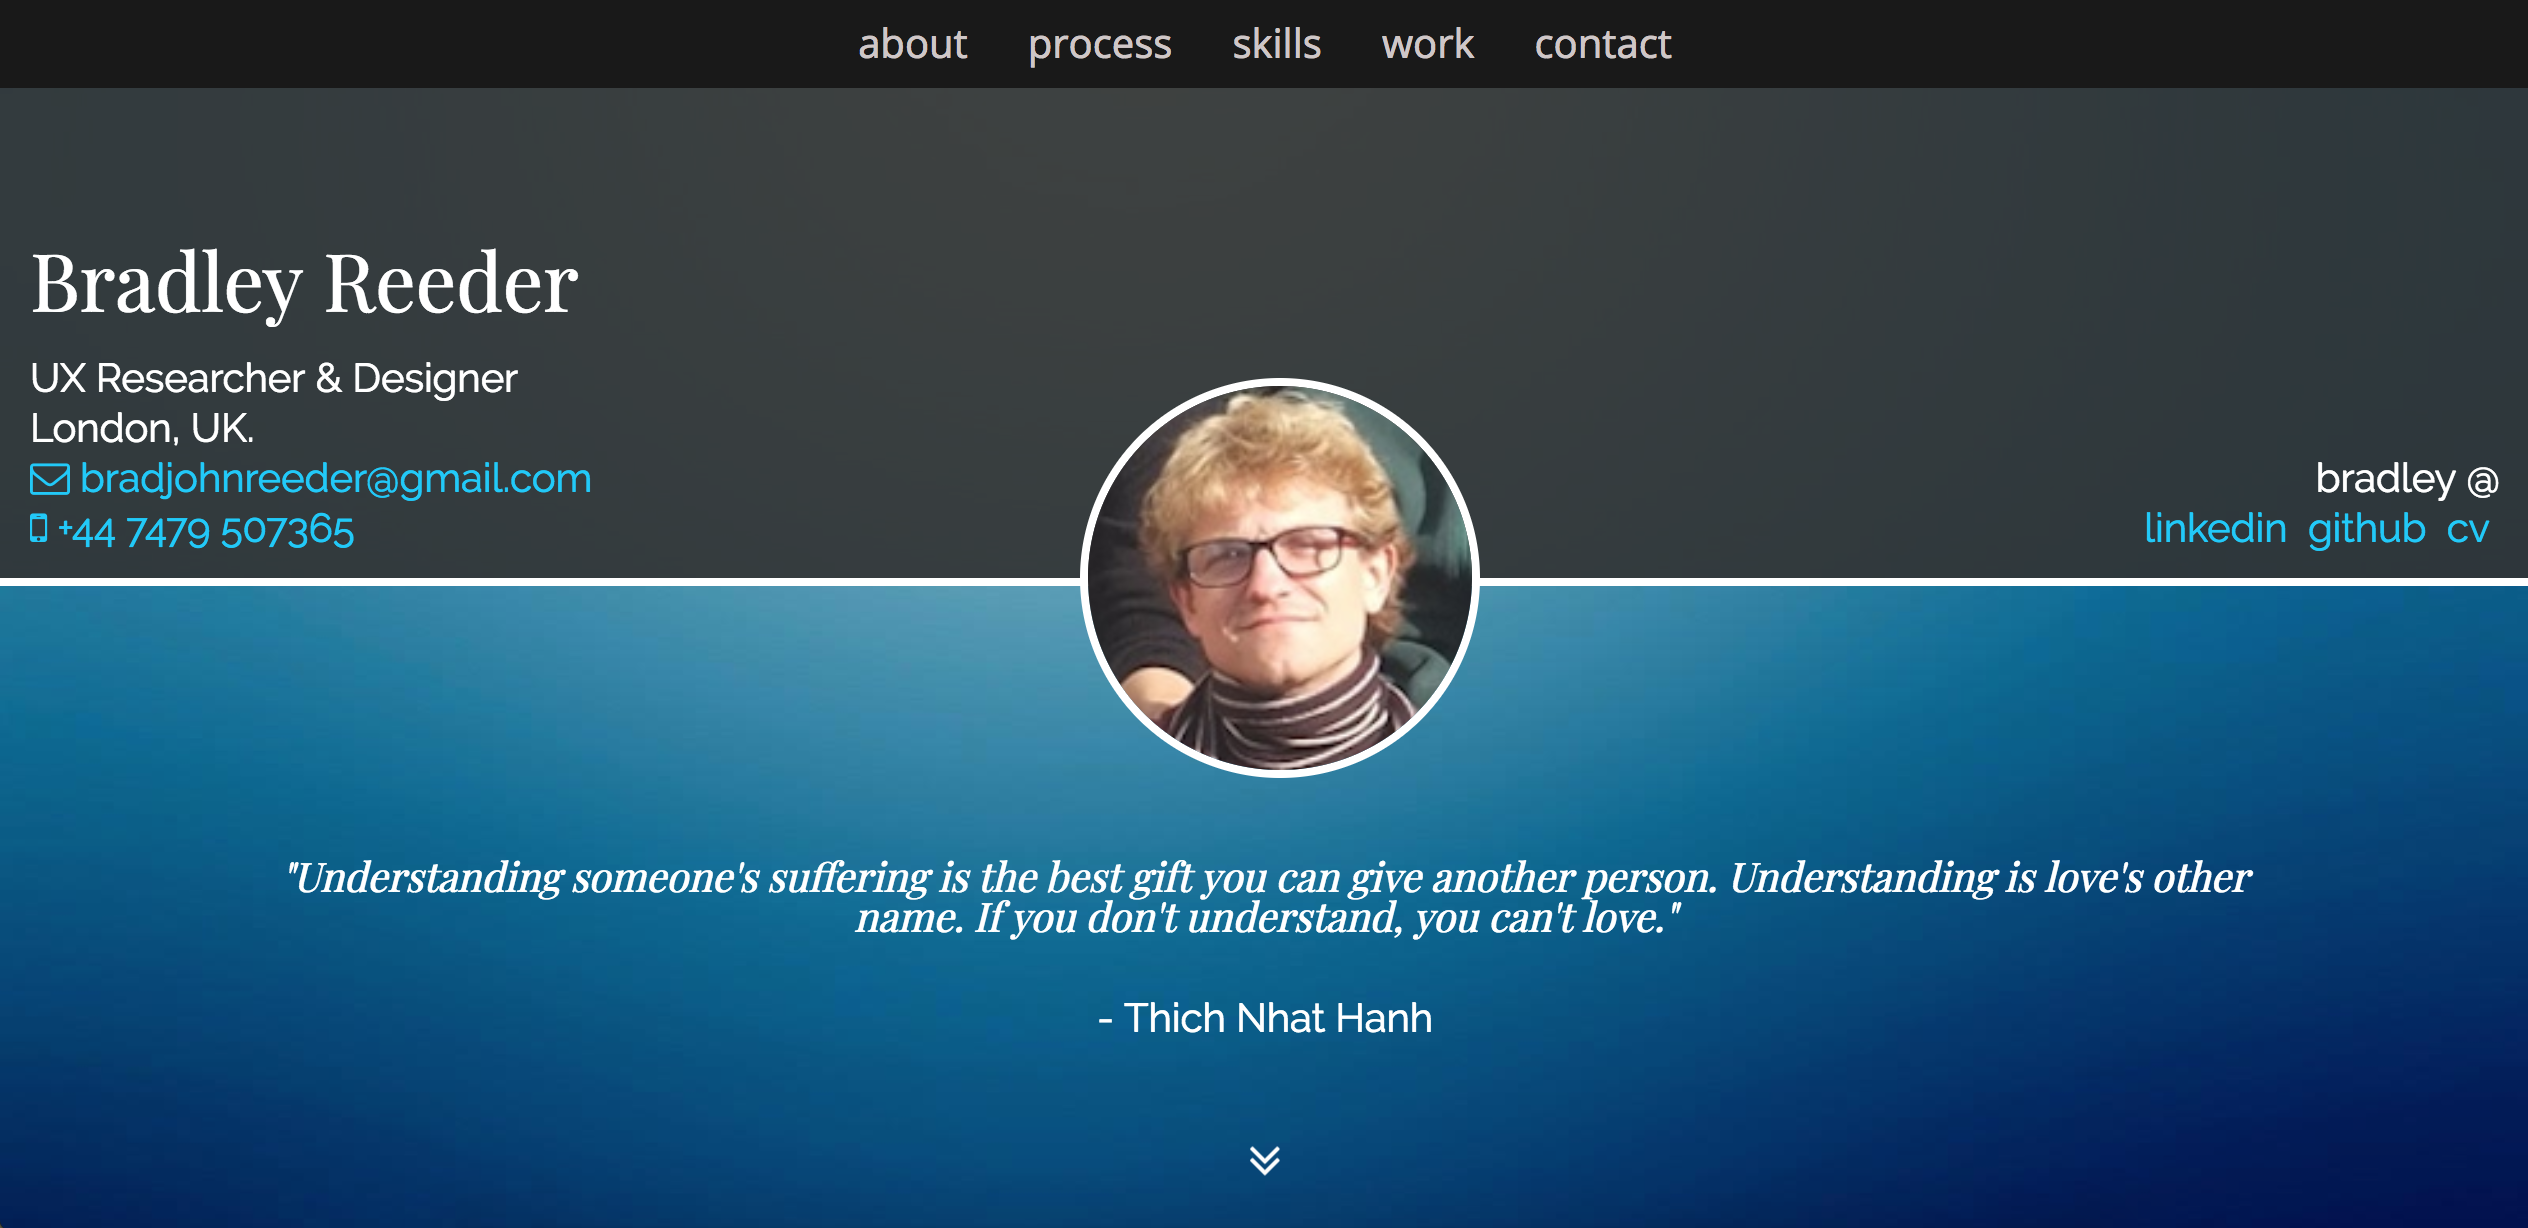 about process skills work contact
Bradley Reeder
UX Researcher & Designer
London, UK.
bradjohnreeder@gmail.com
+44 7479 507365
bradley @
linkedin github cv
"Understanding someone's suffering is the best gift you can give another person. Understanding is love's other
name. If you don't understand, you can't love."
- Thich Nhat Hanh